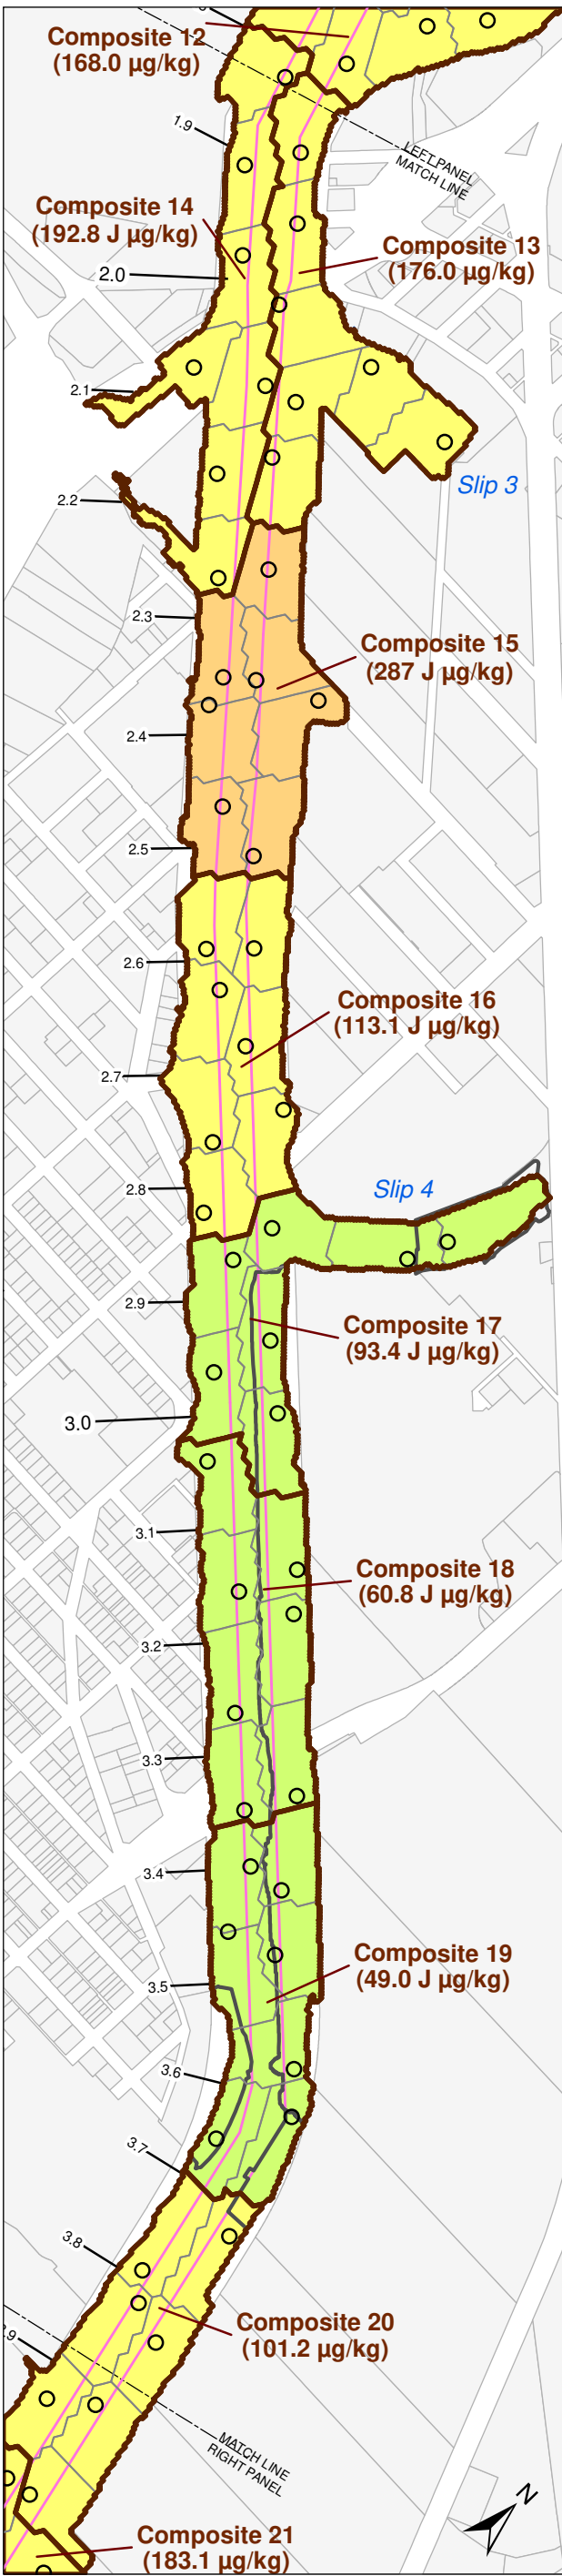 Composite 12
(168.0 µg/kg)
1.9
LEFT PANEL
MATCH LINE
Composite 14
(192.8 J µg/kg)
Composite 13
(176.0 µg/kg)
2.0
2.1
Slip 3
2.2
2.3
Composite 15
(287 J µg/kg)
2.4
2.5
2.6
Composite 16
(113.1 J µg/kg)
2.7
2.8
Slip 4
2.9
Composite 17
(93.4 J µg/kg)
3.0
3.1
Composite 18
(60.8 J µg/kg)
3.2
3.3
3.4
Composite 19
(49.0 J µg/kg)
3.5
3.6
3.7
3.8
Composite 20
(101.2 µg/kg)
.9
MATCH LINE
RIGHT PANEL
N
Composite 21
(183.1 µg/kg)